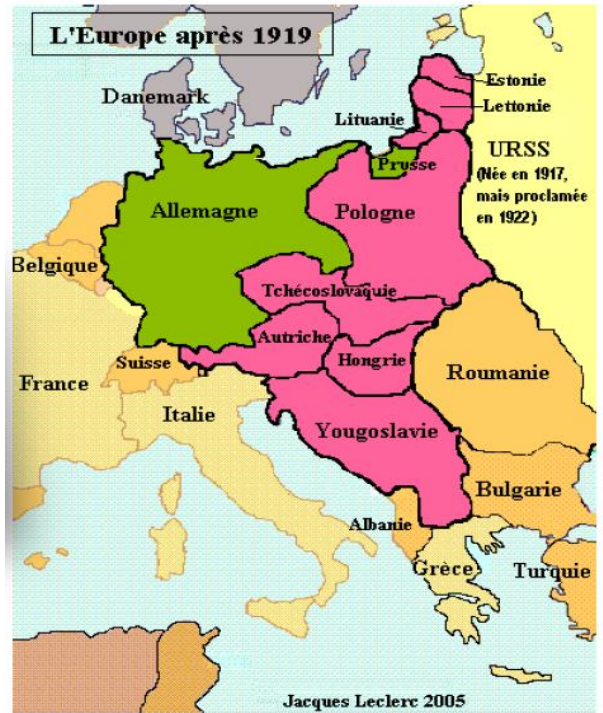 L'Europe après 1919
Danemark
Estonie
Lettonie
Lituanie
URSS
(Née en 1917,
mais proclamée
en 1922)
Prusse
Allemagne
Pologne
Belgique
Tchécoslovaquie
Autriche
Hongrie
Suisse
Roumanie
France
Italie
Yougoslavie
Bulgarie
Albanie
Grèce
Turquie
Jacques Leclerc 2005